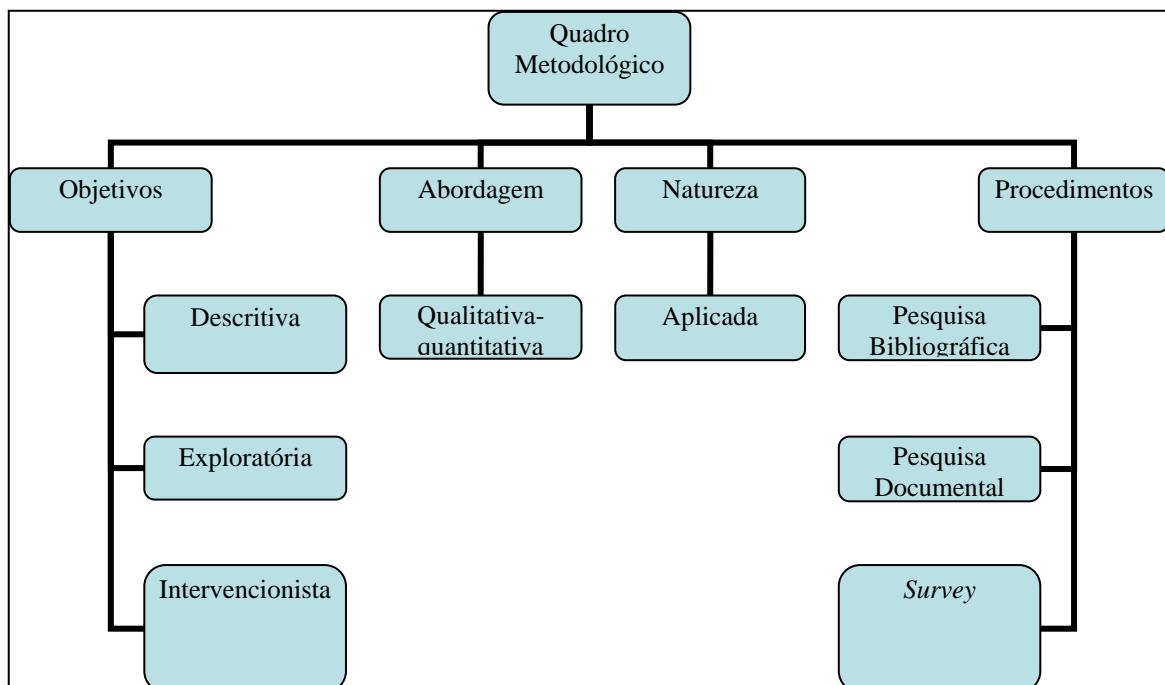 Quadro
Metodológico
Objetivos
Abordagem
Natureza
Procedimentos
Descritiva
Qualitativa-
quantitativa
Aplicada
Pesquisa
Bibliográfica
Exploratória
Pesquisa
Documental
Intervencionista
Survey